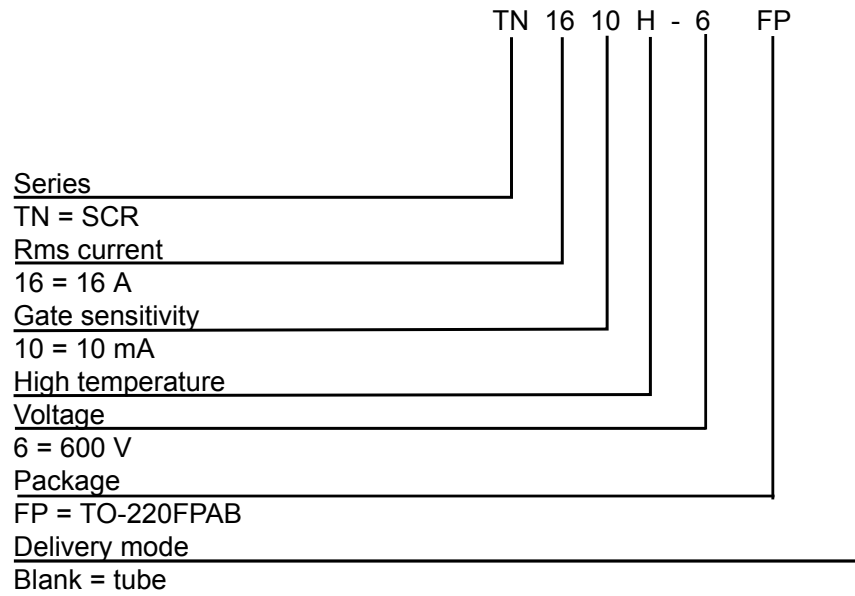 TN 16 10 H - 6 FP
Series
TN = SCR
Rms current
16 = 16 A
Gate sensitivity
10 = 10 mA
High temperature
Voltage
6 = 600 V
Package
FP = TO-220FPAB
Delivery mode
Blank = tube